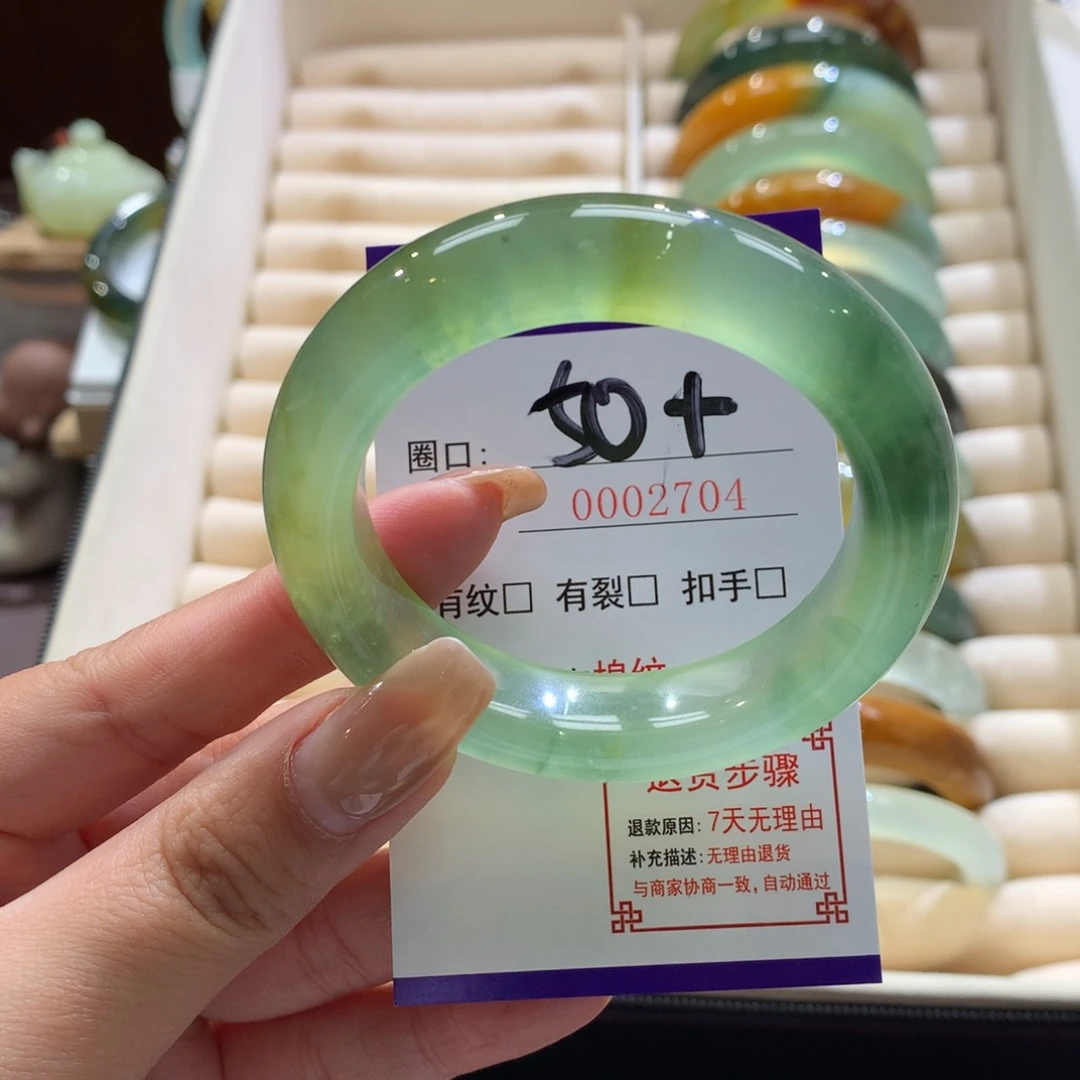 圈口: 50+
0002704
有纹□ 有裂□ 扣手□
棉纹
退货步骤
退款原因: 7天无理由
补充描述: 无理由退货
与商家协商一致, 自动通过